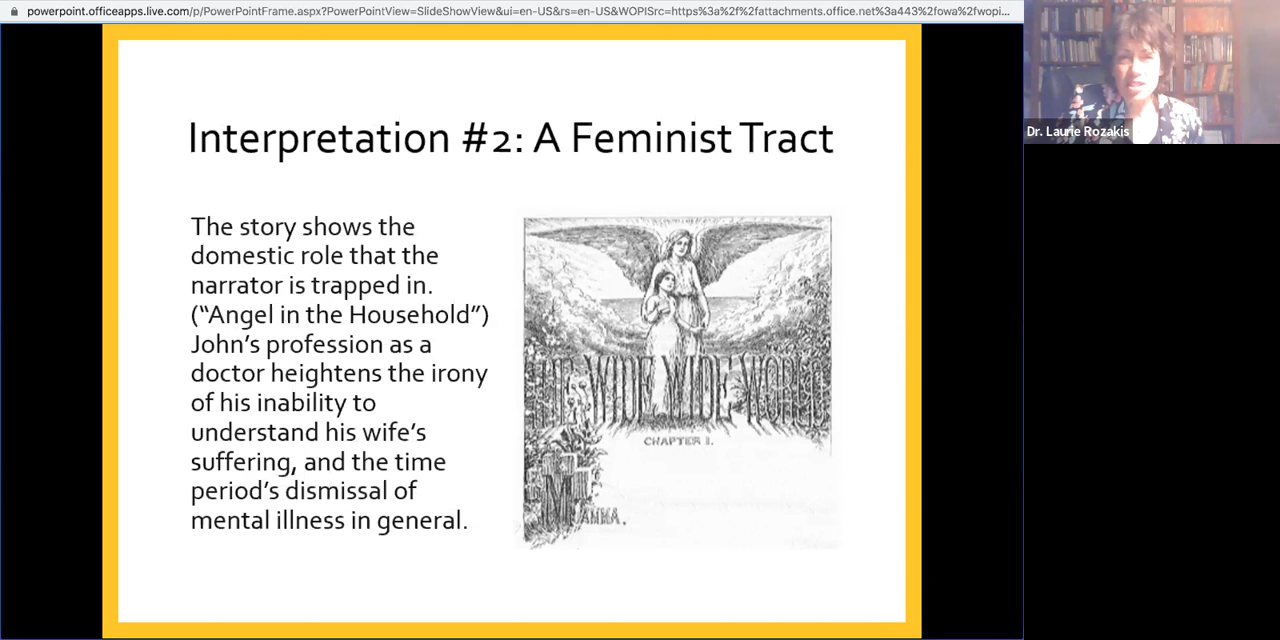 powerpoint.officeapps.live.com/p/PowerPointFrame.aspx?PowerPointView=SlideShowView&ui=en-US&rs=en-US&WOPISrc=https%3a%2f%2fattachments.office.net%3a443%2fowa%2fwopi...
Interpretation #2: A Feminist Tract
The story shows the
domestic role that the
narrator is trapped in.
(“Angel in the Household”)
John’s profession as a
doctor heightens the irony
of his inability to
understand his wife’s
suffering, and the time
period’s dismissal of
mental illness in general.
THE WIDE WIDE WORLD
CHAPTER I.
MAMMA.
Dr. Laurie Rozakis